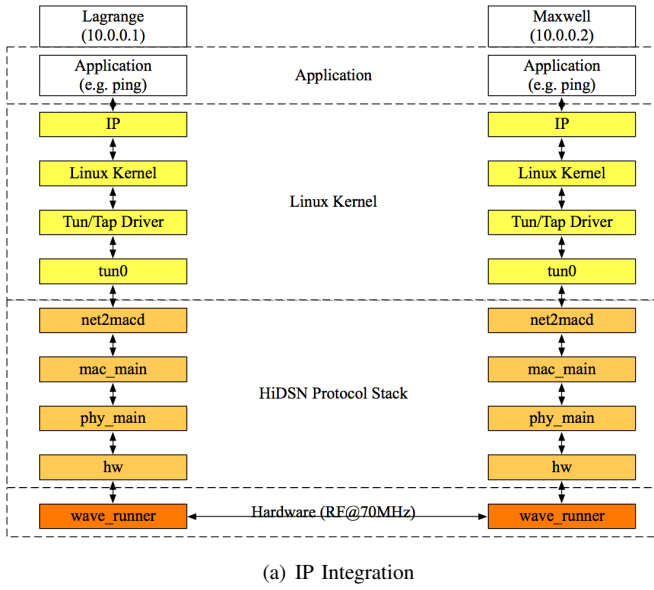 Lagrange
(10.0.0.1)
Maxwell
(10.0.0.2)
Application
(e.g. ping)
Application
Application
(e.g. ping)
IP
IP
Linux Kernel
Linux Kernel
Linux Kernel
Tun/Tap Driver
Tun/Tap Driver
tun0
tun0
net2macd
net2macd
mac_main
mac_main
HiDSN Protocol Stack
phy_main
phy_main
hw
hw
wave_runner
Hardware (RF@70MHz)
wave_runner
(a) IP Integration